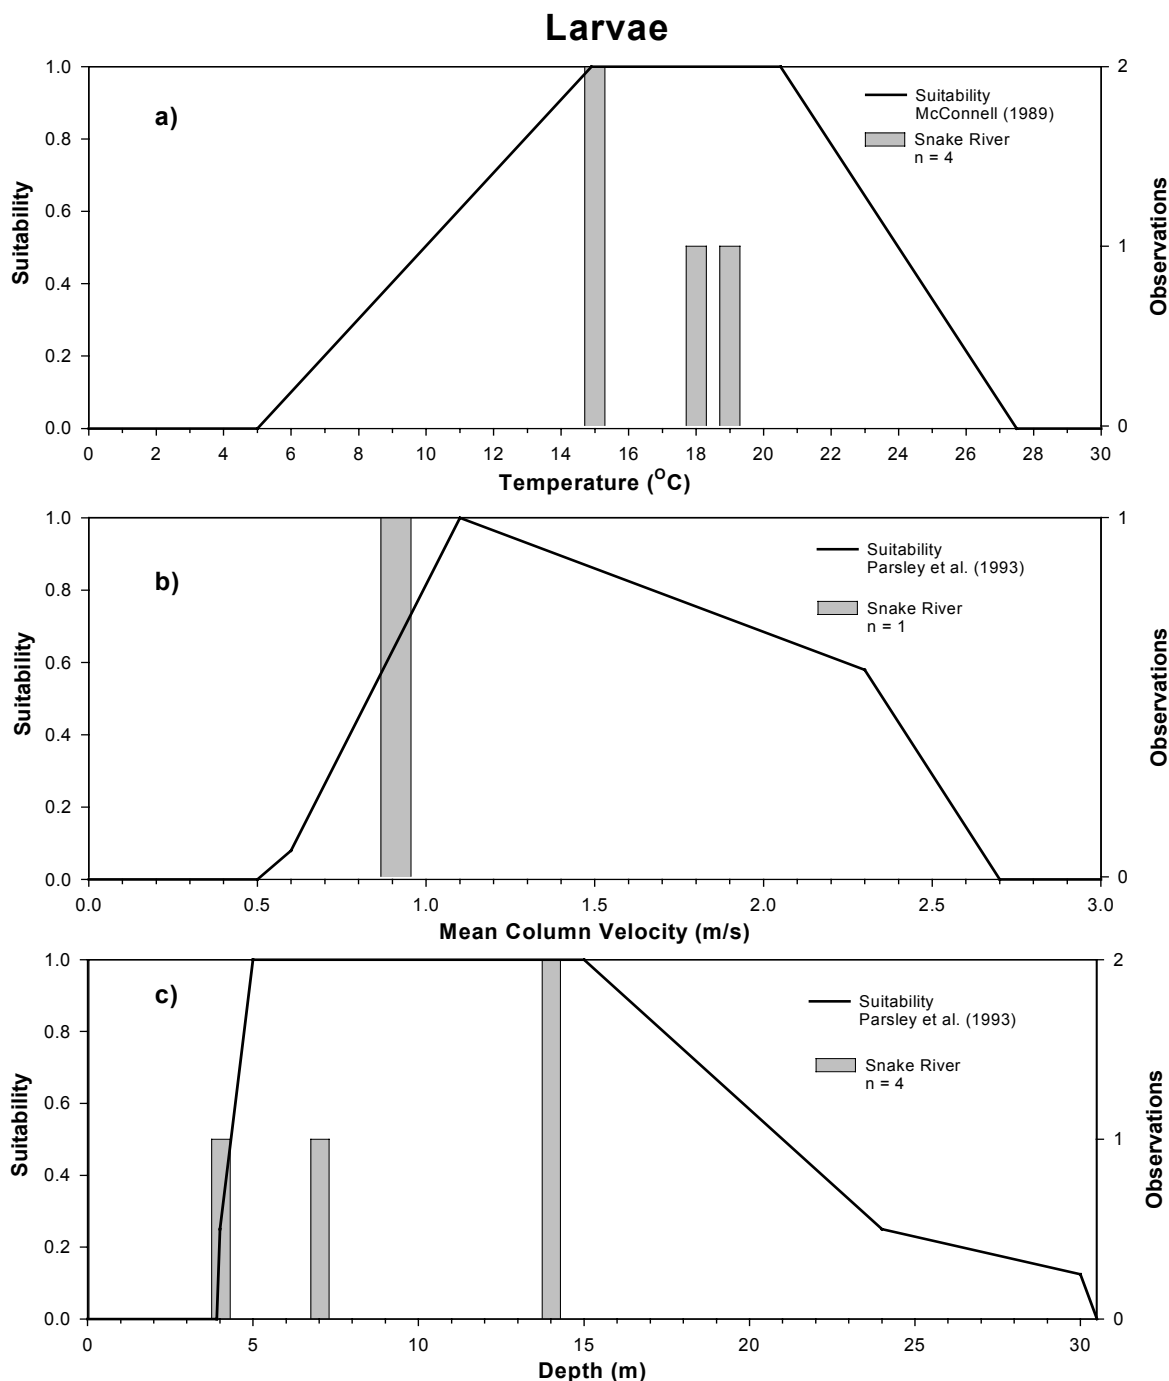 Larvae
a)
Suitability
McConnell (1989)
Snake River
n = 4
1.0
0.8
0.6
0.4
0.2
0.0
Suitability
2
1
0
Observations
0 2 4 6 8 10 12 14 16 18 20 22 24 26 28 30
Temperature (OC)
b)
Suitability
Parsley et al. (1993)
Snake River
n = 1
1.0
0.8
0.6
0.4
0.2
0.0
Suitability
1
0
Observations
0.0 0.5 1.0 1.5 2.0 2.5 3.0
Mean Column Velocity (m/s)
c)
Suitability
Parsley et al. (1993)
Snake River
n = 4
1.0
0.8
0.6
0.4
0.2
0.0
Suitability
2
1
0
Observations
0 5 10 15 20 25 30
Depth (m)